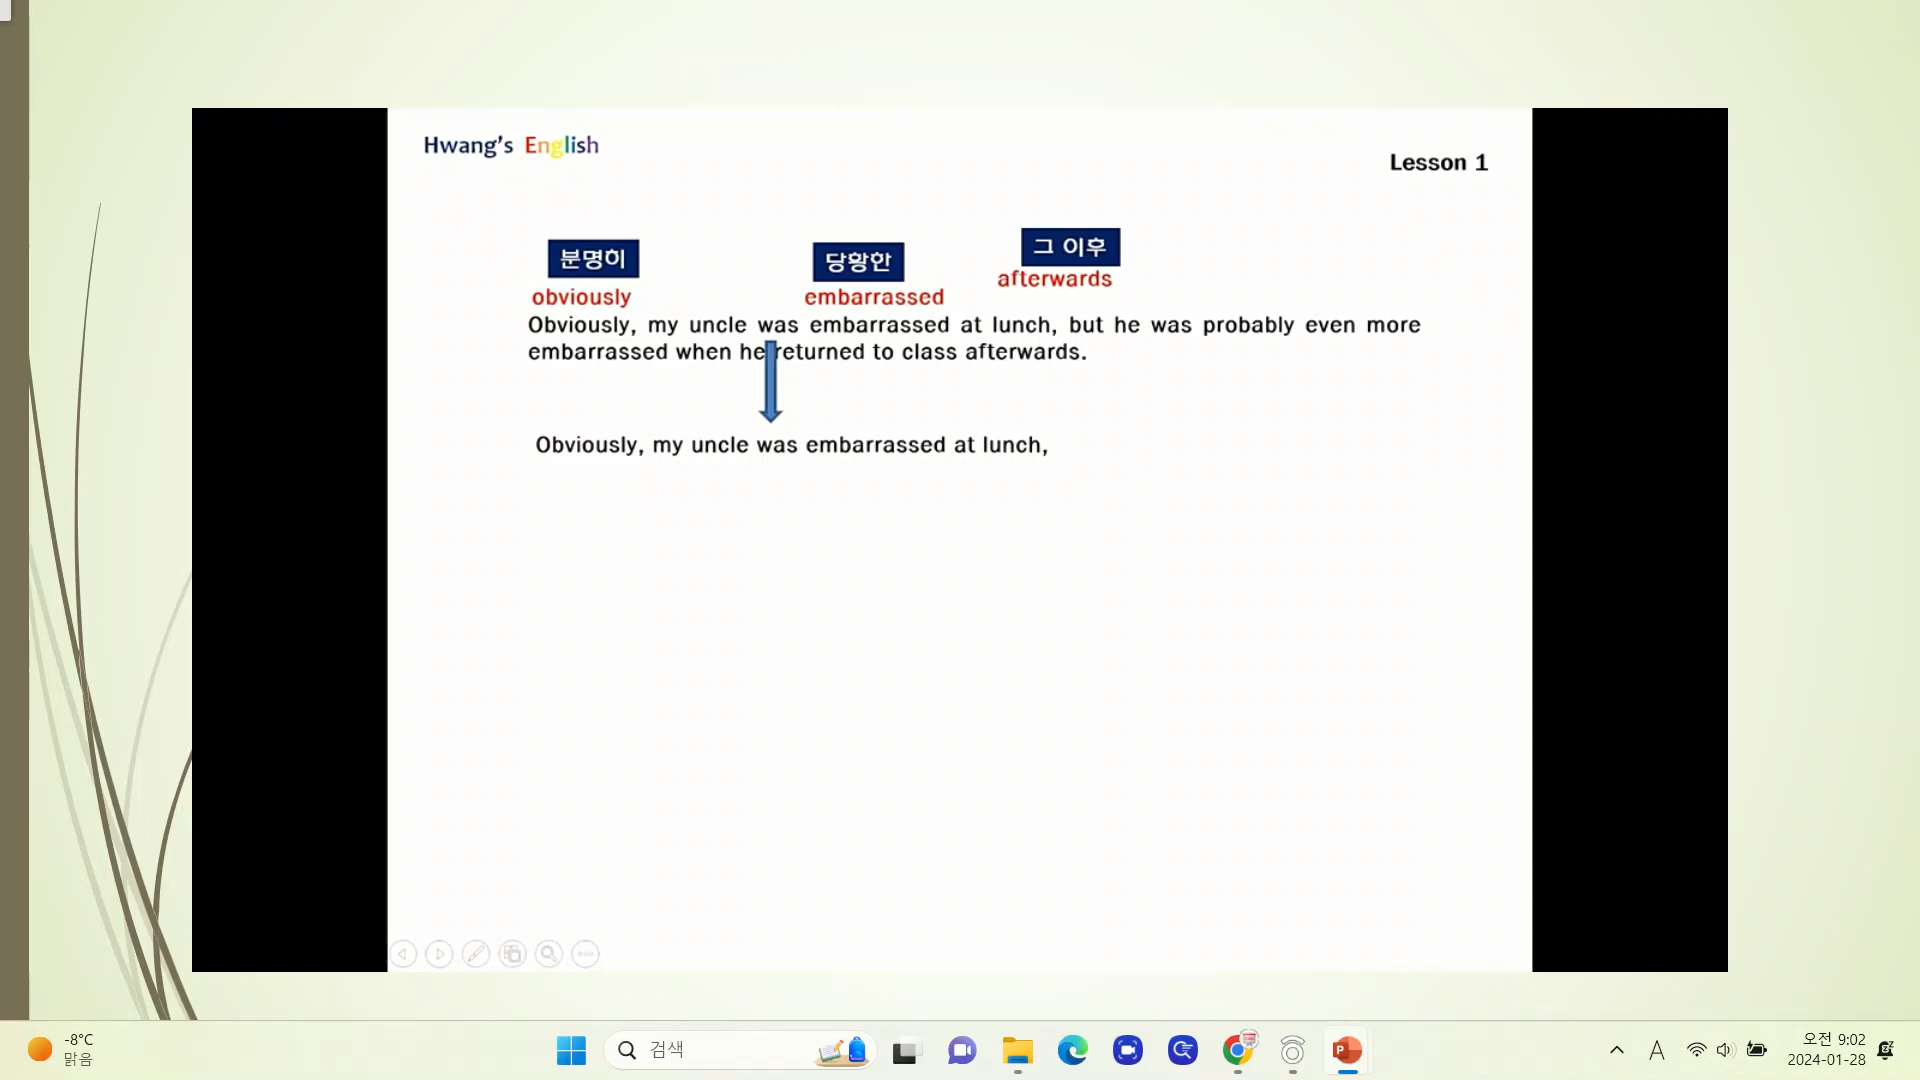 Hwang's English
Lesson 1
분명히
당황한
그 이후
obviously
embarrassed
afterwards
Obviously, my uncle was embarrassed at lunch, but he was probably even more
embarrassed when he returned to class afterwards.
Obviously, my uncle was embarrassed at lunch,
-8°C
맑음
검색
A
오전 9:02
2024-01-28